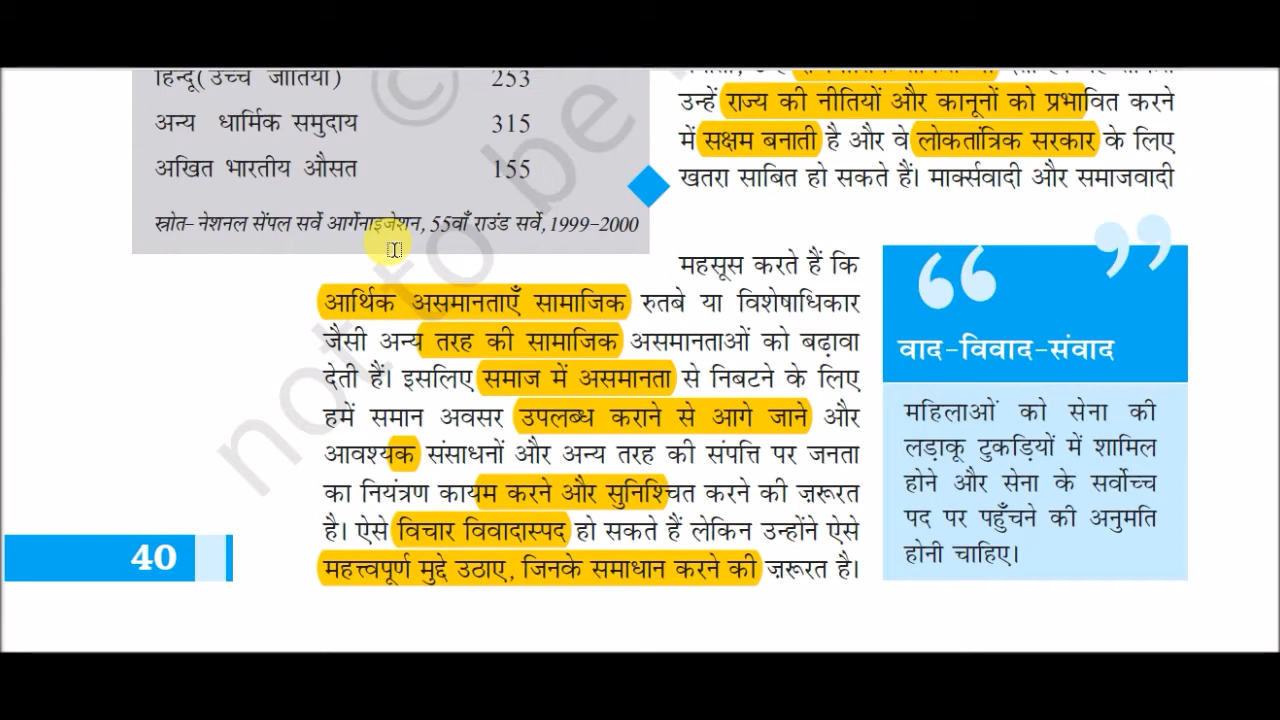 हिन्दू(उच्च जातियाँ) 253
अन्य धार्मिक समुदाय 315
अखित भारतीय औसत 155
स्त्रोत– नेशनल सेंपल सर्वे आर्गेनाइजेशन, 55वाँ राउंड सर्वे, 1999–2000
उन्हें राज्य की नीतियों और कानूनों को प्रभावित करने
में सक्षम बनाती है और वे लोकतांत्रिक सरकार के लिए
खतरा साबित हो सकते हैं। मार्क्सवादी और समाजवादी
महसूस करते हैं कि
आर्थिक असमानताएँ सामाजिक रुतबे या विशेषाधिकार
जैसी अन्य तरह की सामाजिक असमानताओं को बढ़ावा
देती हैं। इसलिए समाज में असमानता से निबटने के लिए
हमें समान अवसर उपलब्ध कराने से आगे जाने और
आवश्यक संसाधनों और अन्य तरह की संपत्ति पर जनता
का नियंत्रण कायम करने और सुनिश्चित करने की ज़रूरत
है। ऐसे विचार विवादास्पद हो सकते हैं लेकिन उन्होंने ऐसे
महत्त्वपूर्ण मुद्दे उठाए, जिनके समाधान करने की ज़रूरत है।
वाद-विवाद-संवाद
महिलाओं को सेना की
लड़ाकू टुकड़ियों में शामिल
होने और सेना के सर्वोच्च
पद पर पहुँचने की अनुमति
होनी चाहिए।
40
© not to be